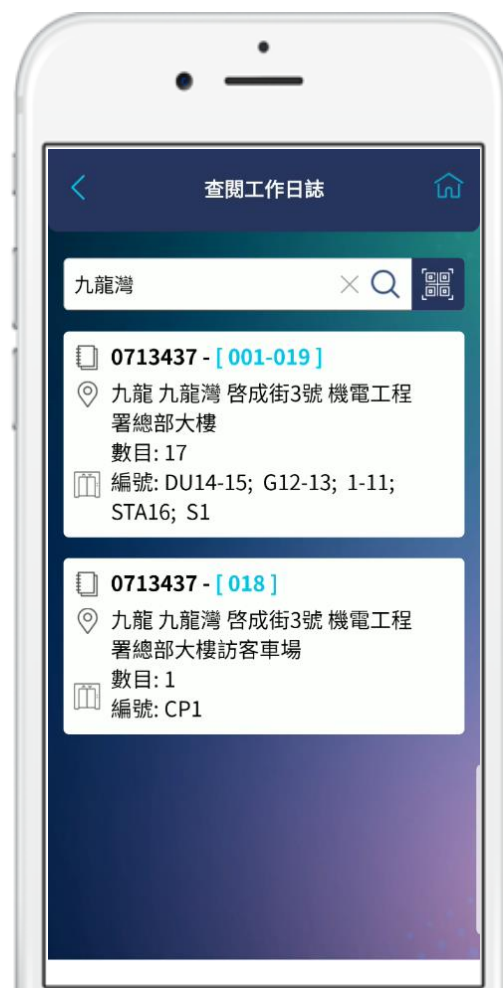 查閱工作日誌
九龍灣
0713437 - [ 001-019 ]
九龍 九龍灣 啓成街3號 機電工程
署總部大樓
數目: 17
編號: DU14-15; G12-13; 1-11;
STA16; S1
0713437 - [ 018 ]
九龍 九龍灣 啓成街3號 機電工程
署總部大樓訪客車場
數目: 1
編號: CP1